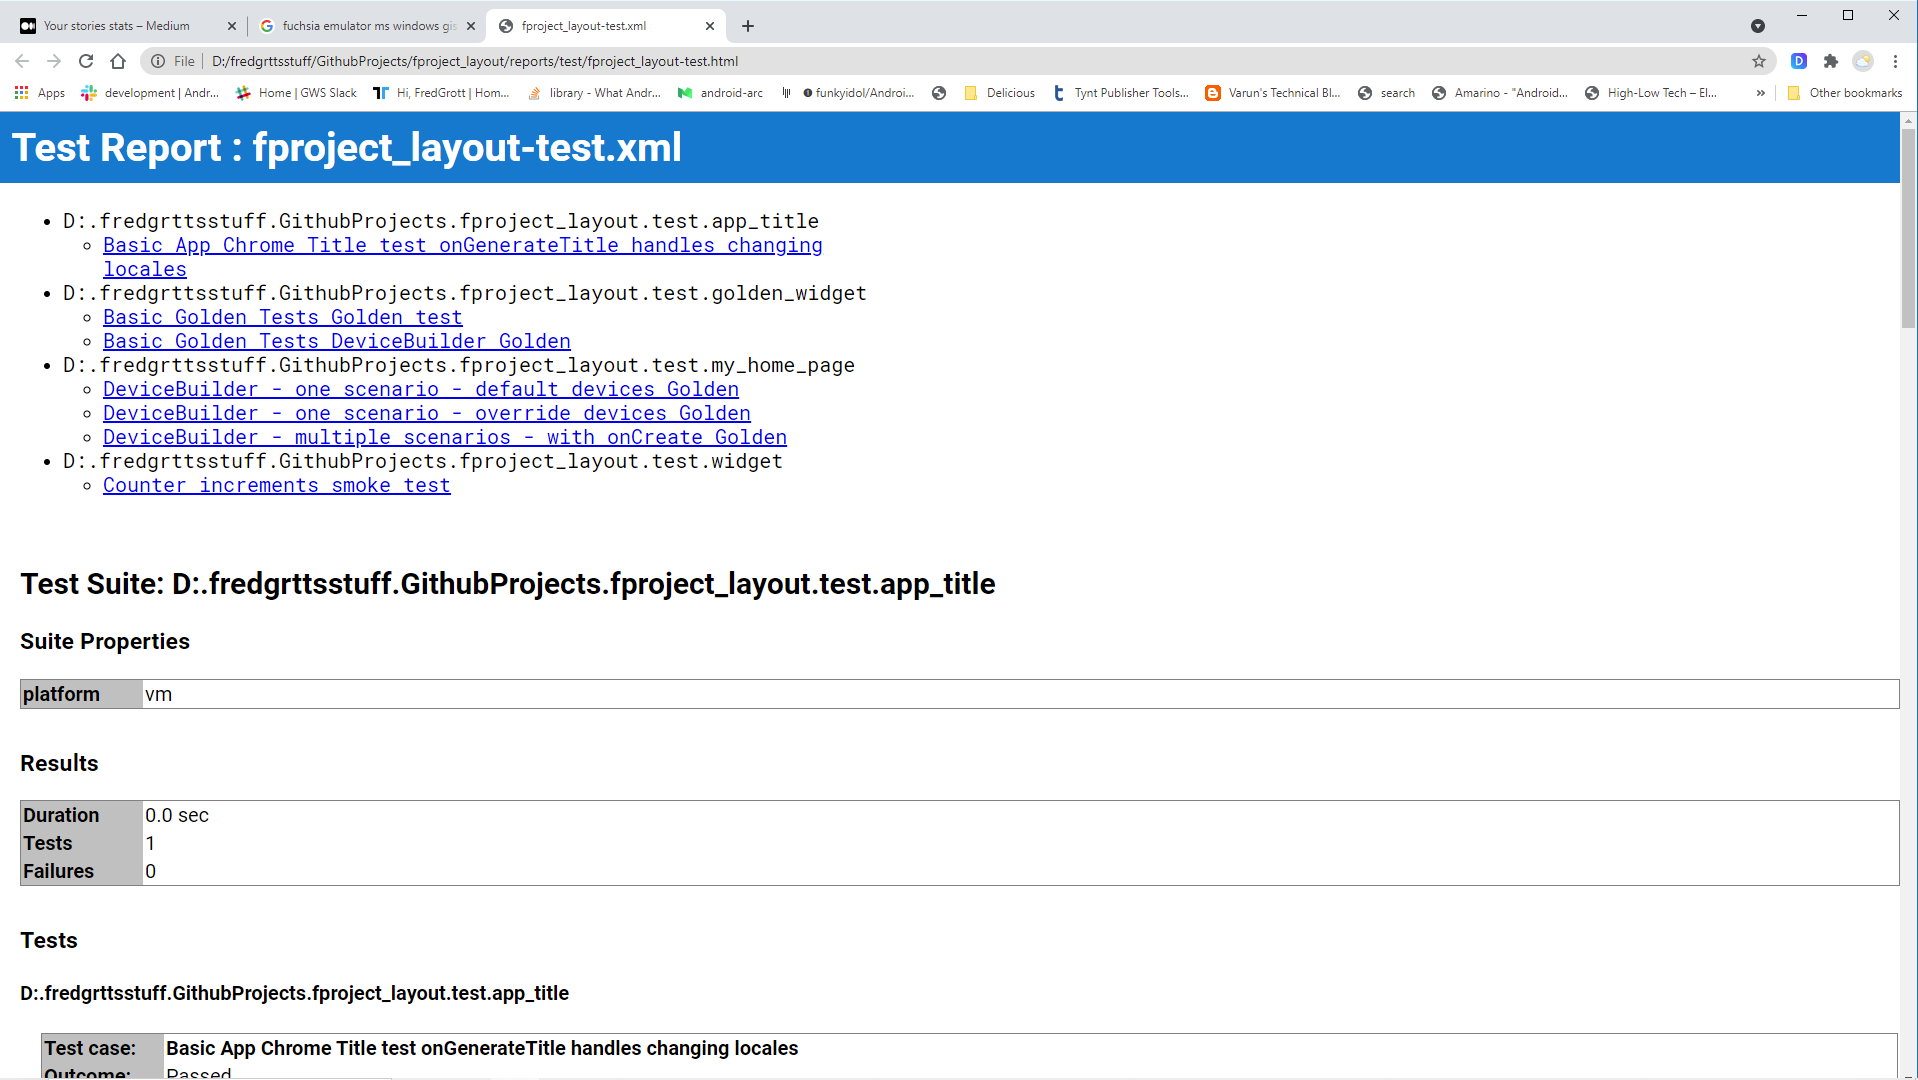 Your stories stats – Medium
fuchsia emulator ms windows gis
fproject_layout-test.xml
File
D:/fredgrttsstuff/GithubProjects/fproject_layout/reports/test/fproject_layout-test.html
D
Apps
development | Andr...
Home | GWS Slack
Hi, FredGrott | Hom...
library - What Andr...
android-arc
funkyidol/Androi...
Delicious
Tynt Publisher Tools...
Varun's Technical Bl...
search
Amarino - "Android...
High-Low Tech – El...
»
Other bookmarks
Test Report : fproject_layout-test.xml
• D:.fredgrttsstuff.GithubProjects.fproject_layout.test.app_title
◦ Basic App Chrome Title test onGenerateTitle handles changing
locales
• D:.fredgrttsstuff.GithubProjects.fproject_layout.test.golden_widget
◦ Basic Golden Tests Golden test
◦ Basic Golden Tests DeviceBuilder Golden
• D:.fredgrttsstuff.GithubProjects.fproject_layout.test.my_home_page
◦ DeviceBuilder - one scenario - default devices Golden
◦ DeviceBuilder - one scenario - override devices Golden
◦ DeviceBuilder - multiple scenarios - with onCreate Golden
• D:.fredgrttsstuff.GithubProjects.fproject_layout.test.widget
◦ Counter increments smoke test
Test Suite: D:.fredgrttsstuff.GithubProjects.fproject_layout.test.app_title
Suite Properties
platform vm
Results
Duration 0.0 sec
Tests 1
Failures 0
Tests
D:.fredgrttsstuff.GithubProjects.fproject_layout.test.app_title
Test case: Basic App Chrome Title test onGenerateTitle handles changing locales
Outcome: Passed